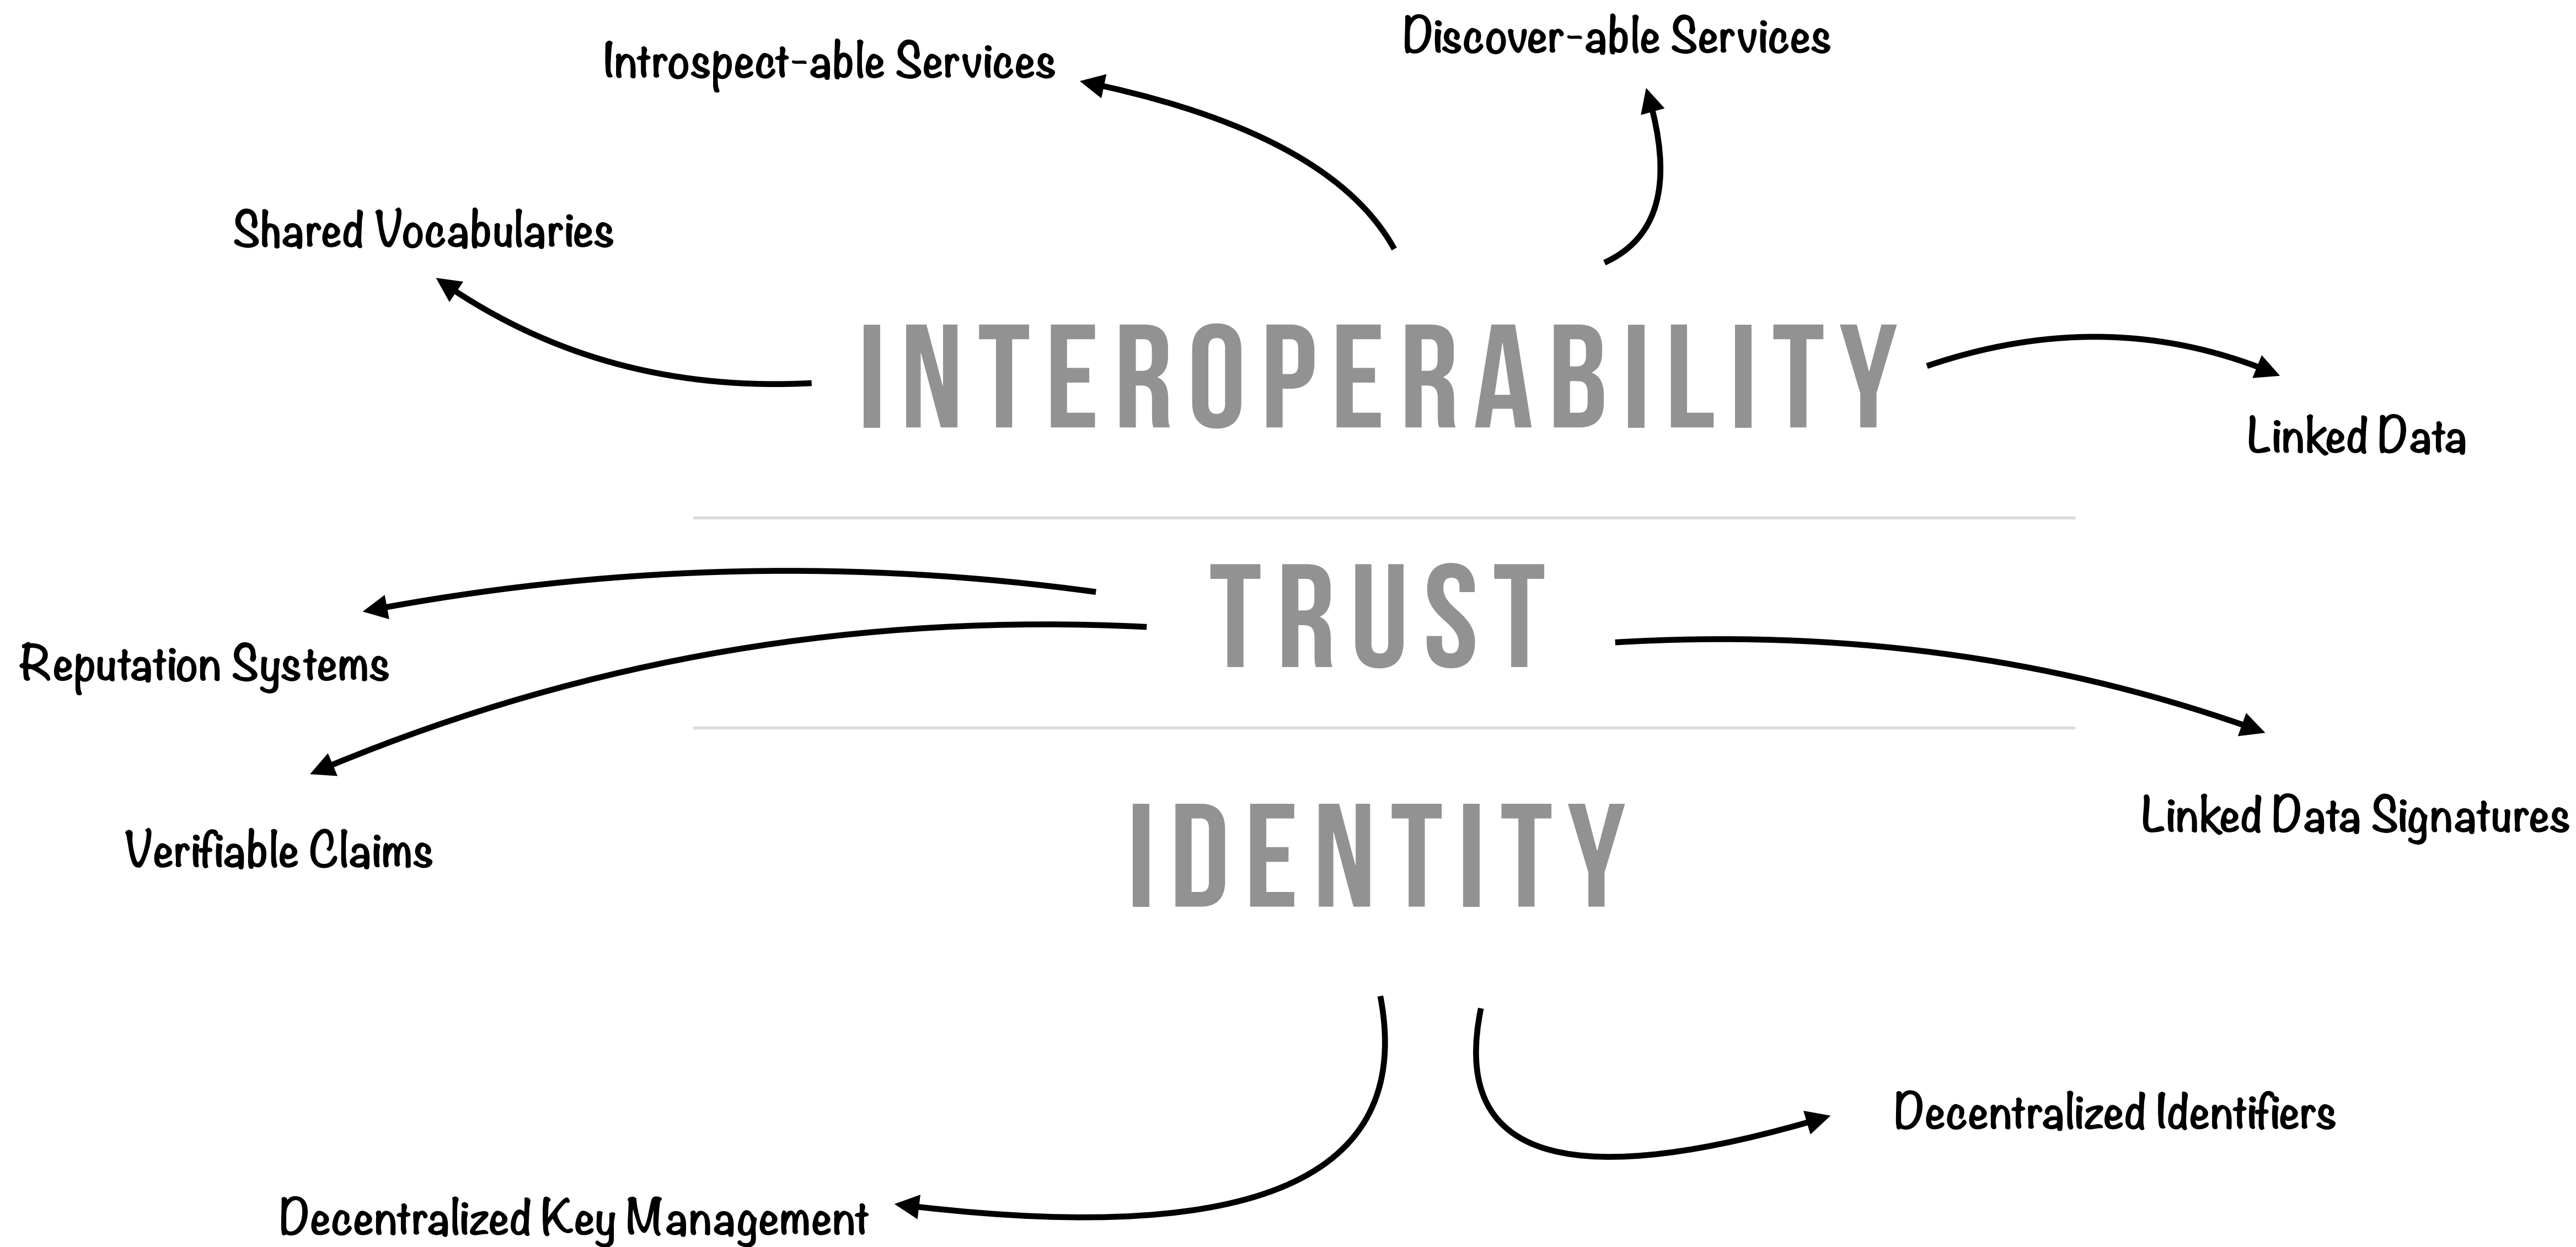 Discover-able Services
Introspect-able Services
Shared Vocabularies
INTEROPERABILITY
Linked Data
TRUST
Reputation Systems
Linked Data Signatures
Verifiable Claims
IDENTITY
Decentralized Identifiers
Decentralized Key Management